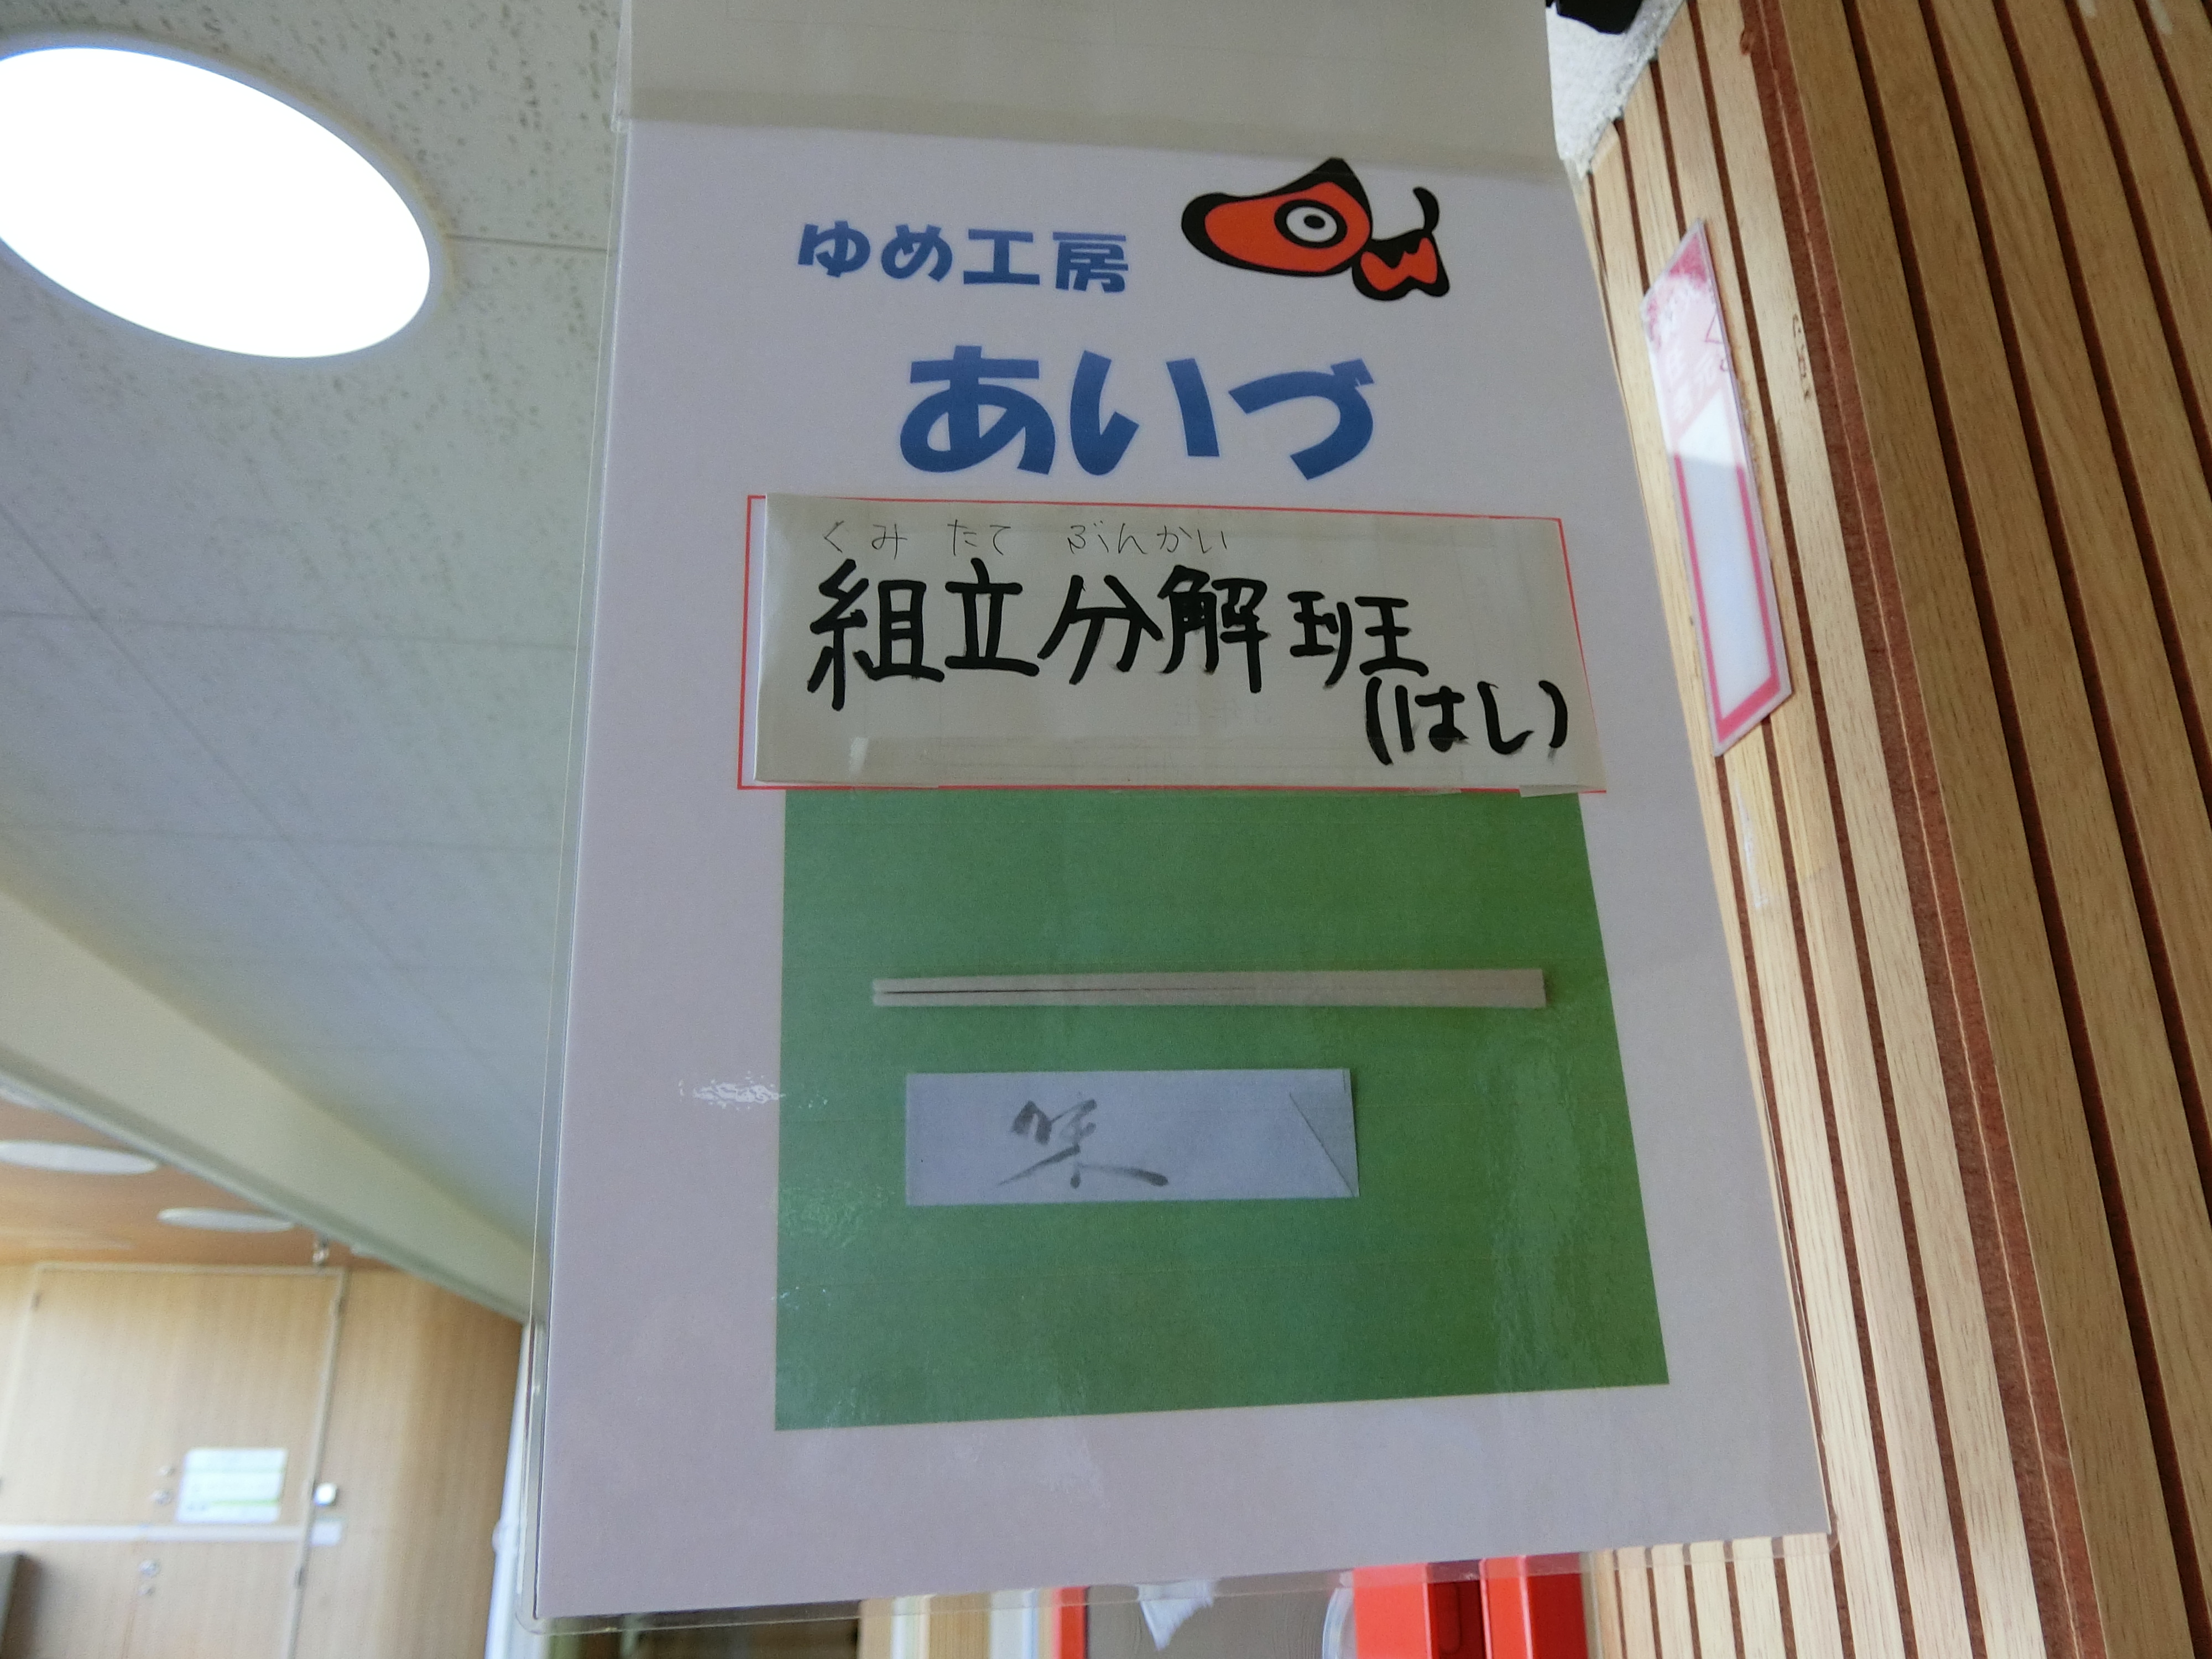 ゆめ工房
あいづ
くみ たて ぶんかい
組立分解班
(はし)
味